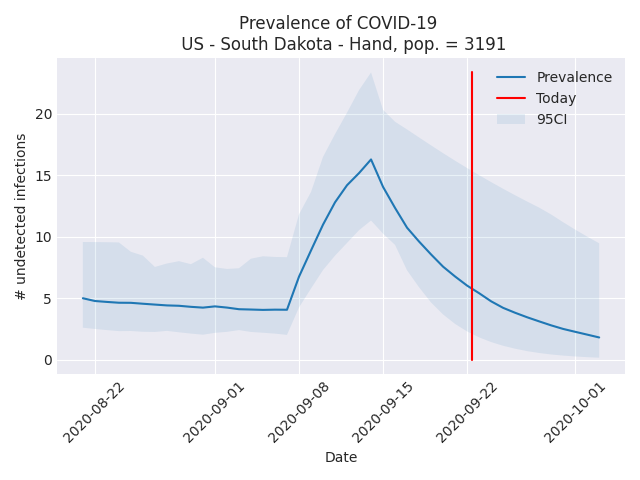 Prevalence of COVID-19
US - South Dakota - Hand, pop. = 3191
Prevalence
Today
95CI
# undetected infections
20
15
10
5
0
2020-08-22
2020-09-01
2020-09-08
2020-09-15
2020-09-22
2020-10-01
Date